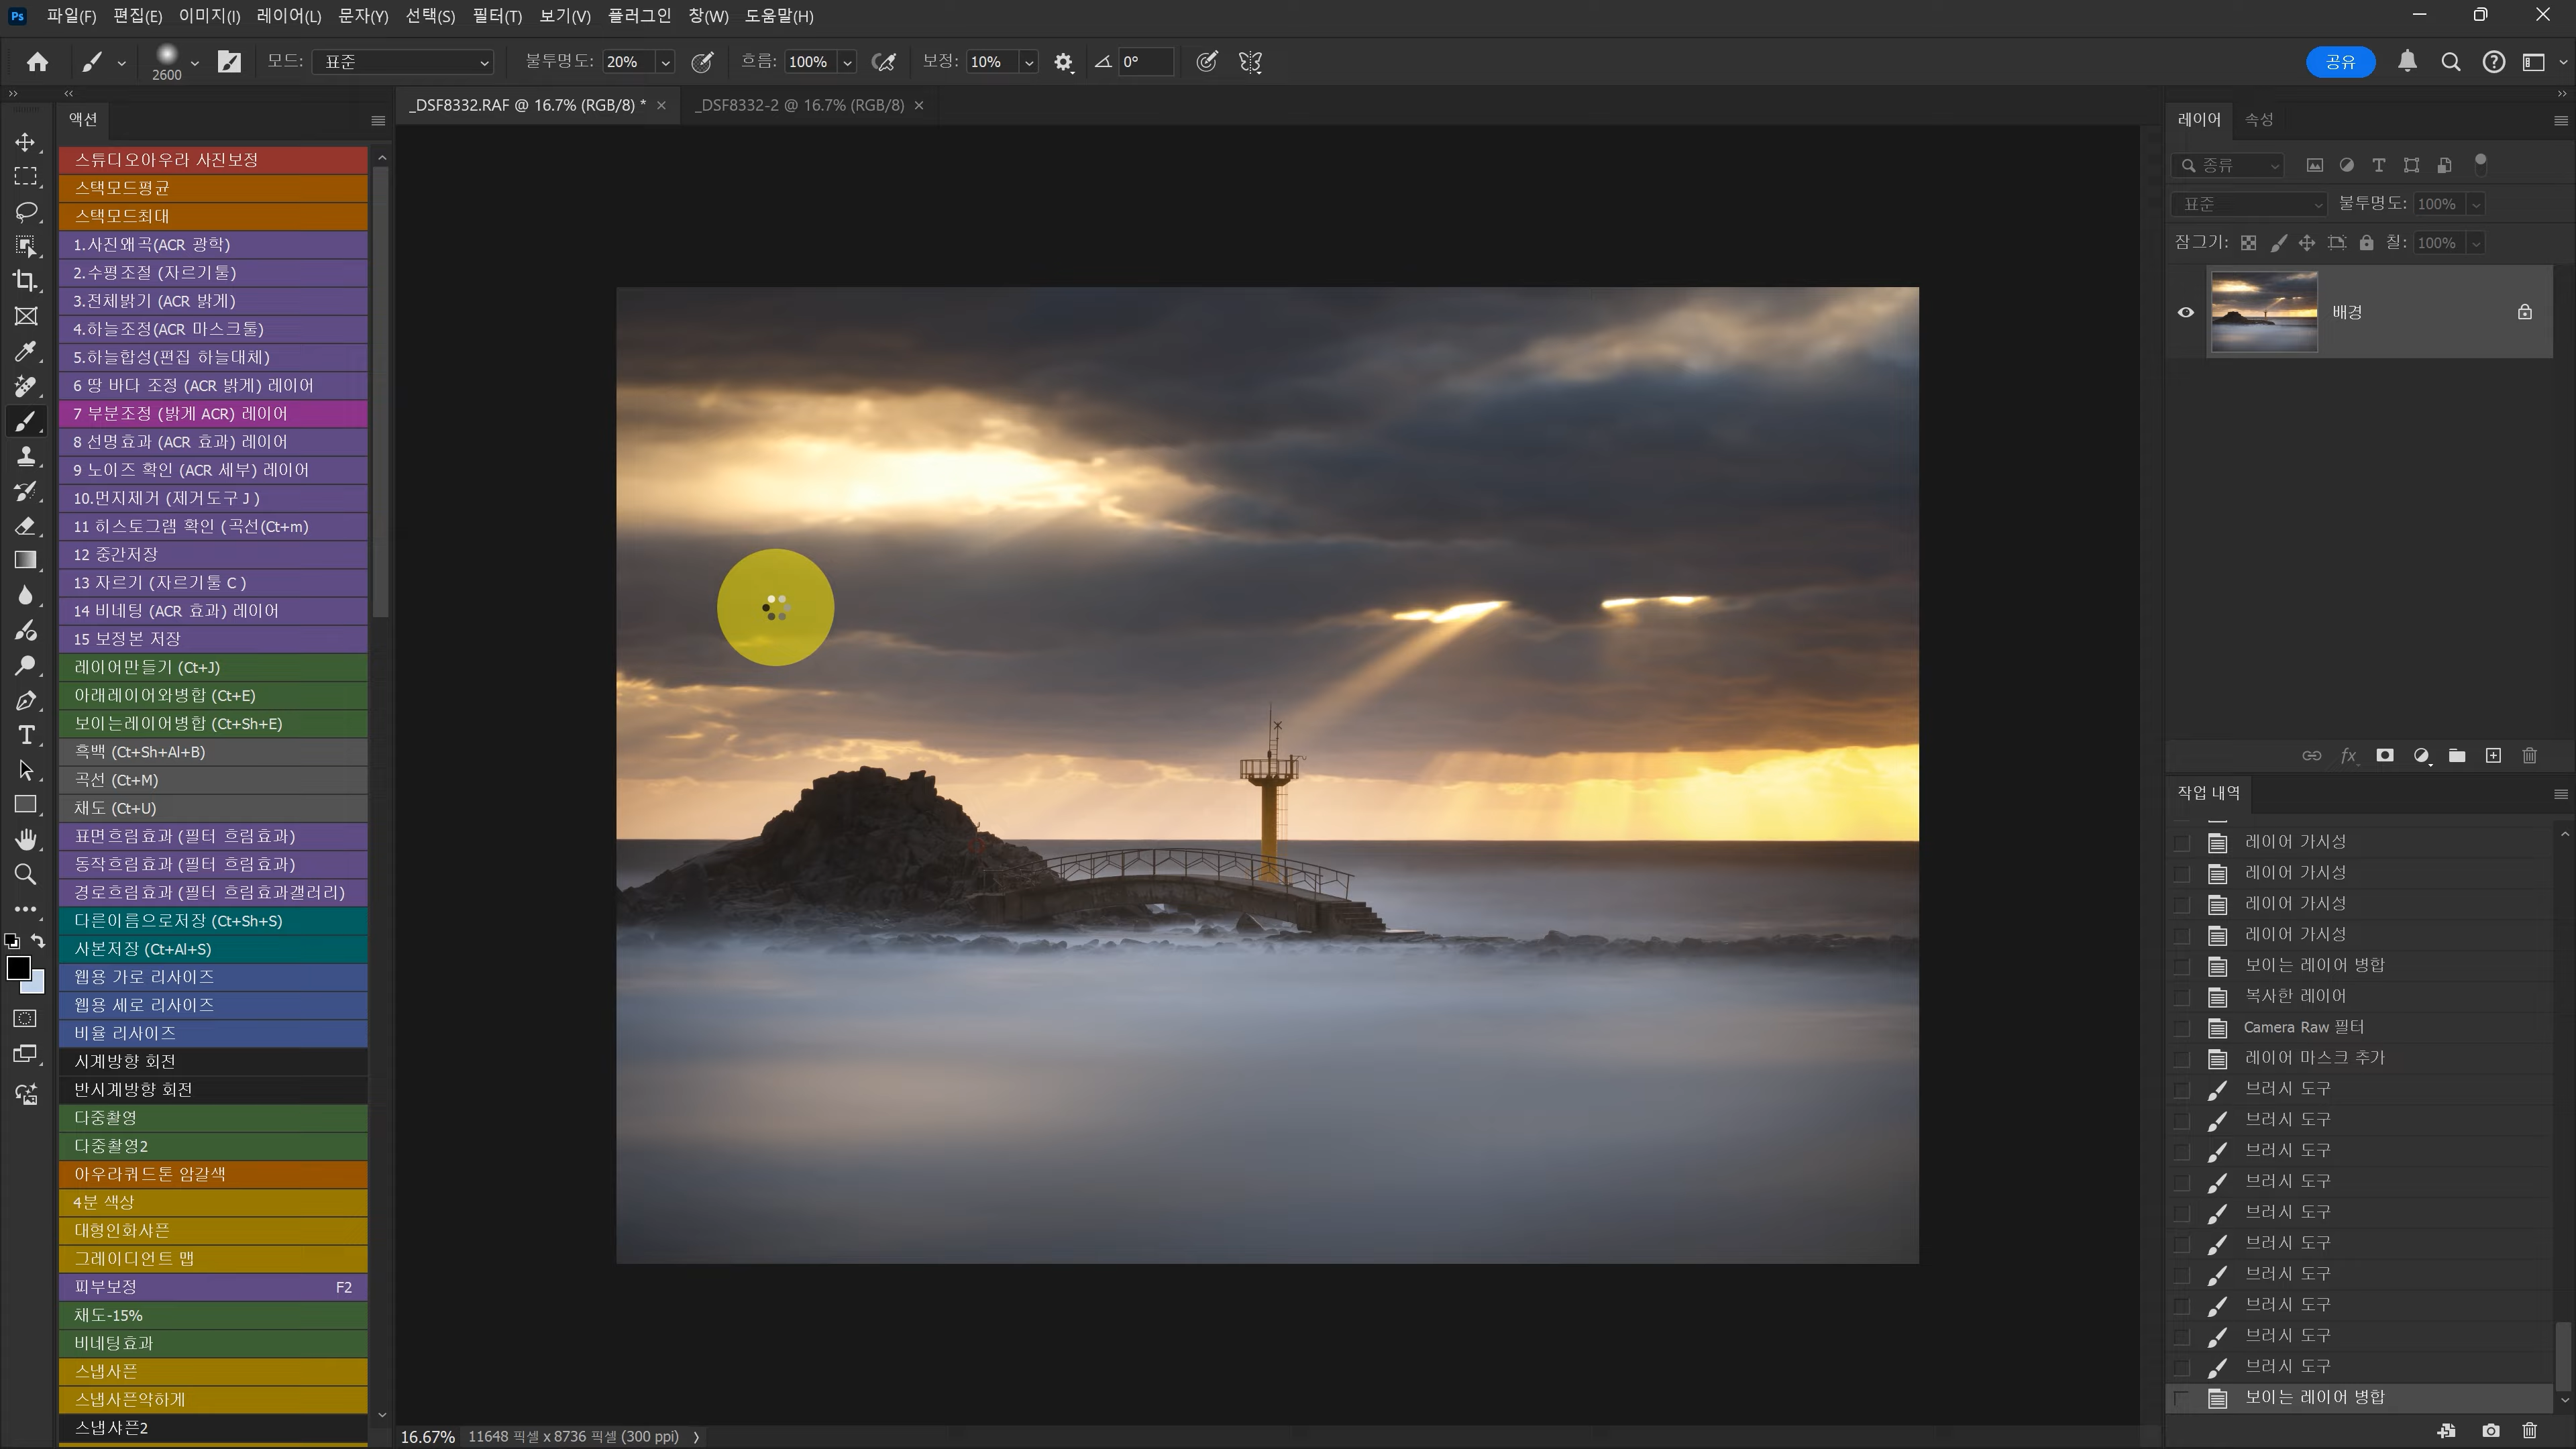 Ps 파일(F) 편집(E) 이미지(I) 레이어(L) 문자(Y) 선택(S) 필터(T) 보기(V) 플러그인 창(W) 도움말(H)
2600 모드: 표준 불투명도: 20% 흐름: 100% 보정: 10% 0° 공유
액션
_DSF8332.RAF @ 16.7% (RGB/8) * _DSF8332-2 @ 16.7% (RGB/8)
스튜디오아우라 사진보정
스택모드평균
스택모드최대
1.사진왜곡(ACR 광학)
2.수평조절 (자르기툴)
3.전체밝기 (ACR 밝게)
4.하늘조정(ACR 마스크툴)
5.하늘합성(편집 하늘대체)
6 땅 바다 조정 (ACR 밝게) 레이어
7 부분조정 (밝게 ACR) 레이어
8 선명효과 (ACR 효과) 레이어
9 노이즈 확인 (ACR 세부) 레이어
10.먼지제거 (제거도구 J )
11 히스토그램 확인 (곡선(Ct+m)
12 중간저장
13 자르기 (자르기툴 C )
14 비네팅 (ACR 효과) 레이어
15 보정본 저장
레이어만들기 (Ct+J)
아래레이어와병합 (Ct+E)
보이는레이어병합 (Ct+Sh+E)
흑백 (Ct+Sh+Al+B)
곡선 (Ct+M)
채도 (Ct+U)
표면흐림효과 (필터 흐림효과)
동작흐림효과 (필터 흐림효과)
경로흐림효과 (필터 흐림효과갤러리)
다른이름으로저장 (Ct+Sh+S)
사본저장 (Ct+Al+S)
웹용 가로 리사이즈
웹용 세로 리사이즈
비율 리사이즈
시계방향 회전
반시계방향 회전
다중촬영
다중촬영2
아우라쿼드톤 암갈색
4분 색상
대형인화샤픈
그레이디언트 맵
피부보정 F2
채도-15%
비네팅효과
스냅샤픈
스냅샤픈약하게
스냅샤픈2
16.67% 11648 픽셀 x 8736 픽셀 (300 ppi)
레이어 속성
종류
표준 불투명도: 100%
잠그기: 칠: 100%
배경
fx
작업 내역
레이어 가시성
레이어 가시성
레이어 가시성
레이어 가시성
보이는 레이어 병합
복사한 레이어
Camera Raw 필터
레이어 마스크 추가
브러시 도구
브러시 도구
브러시 도구
브러시 도구
브러시 도구
브러시 도구
브러시 도구
브러시 도구
브러시 도구
브러시 도구
보이는 레이어 병합